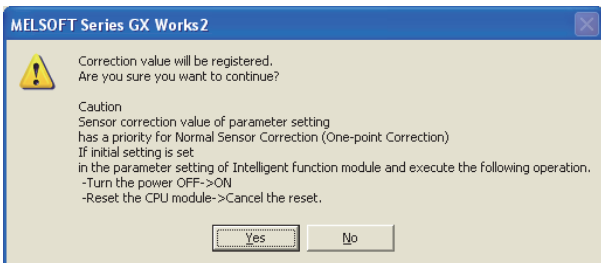 MELSOFT Series GX Works2
Correction value will be registered.
Are you sure you want to continue?
Caution
Sensor correction value of parameter setting
has a priority for Normal Sensor Correction (One-point Correction)
If initial setting is set
in the parameter setting of Intelligent function module and execute the following operation.
-Turn the power OFF->ON
-Reset the CPU module->Cancel the reset.
Yes No